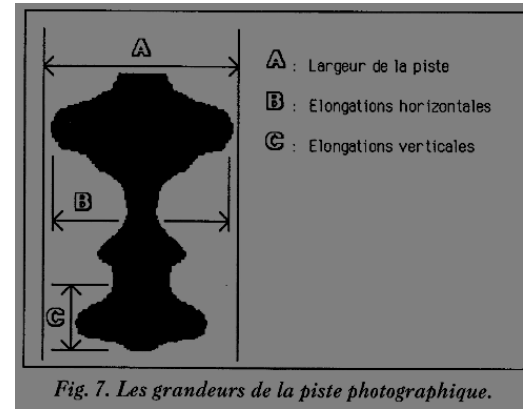 A
A : Largeur de la piste
B : Elongations horizontales
C : Elongations verticales
B
C
Fig. 7. Les grandeurs de la piste photographique.